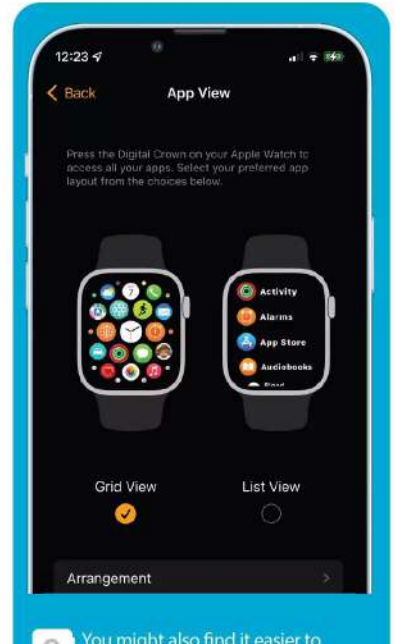 12:23
Back
App View
Press the Digital Crown on your Apple Watch to
access all your apps. Select your preferred app
layout from the choices below.
7
Activity
Alarms
App Store
Audiobooks
Grid View
List View
Arrangement
You might also find it easier to